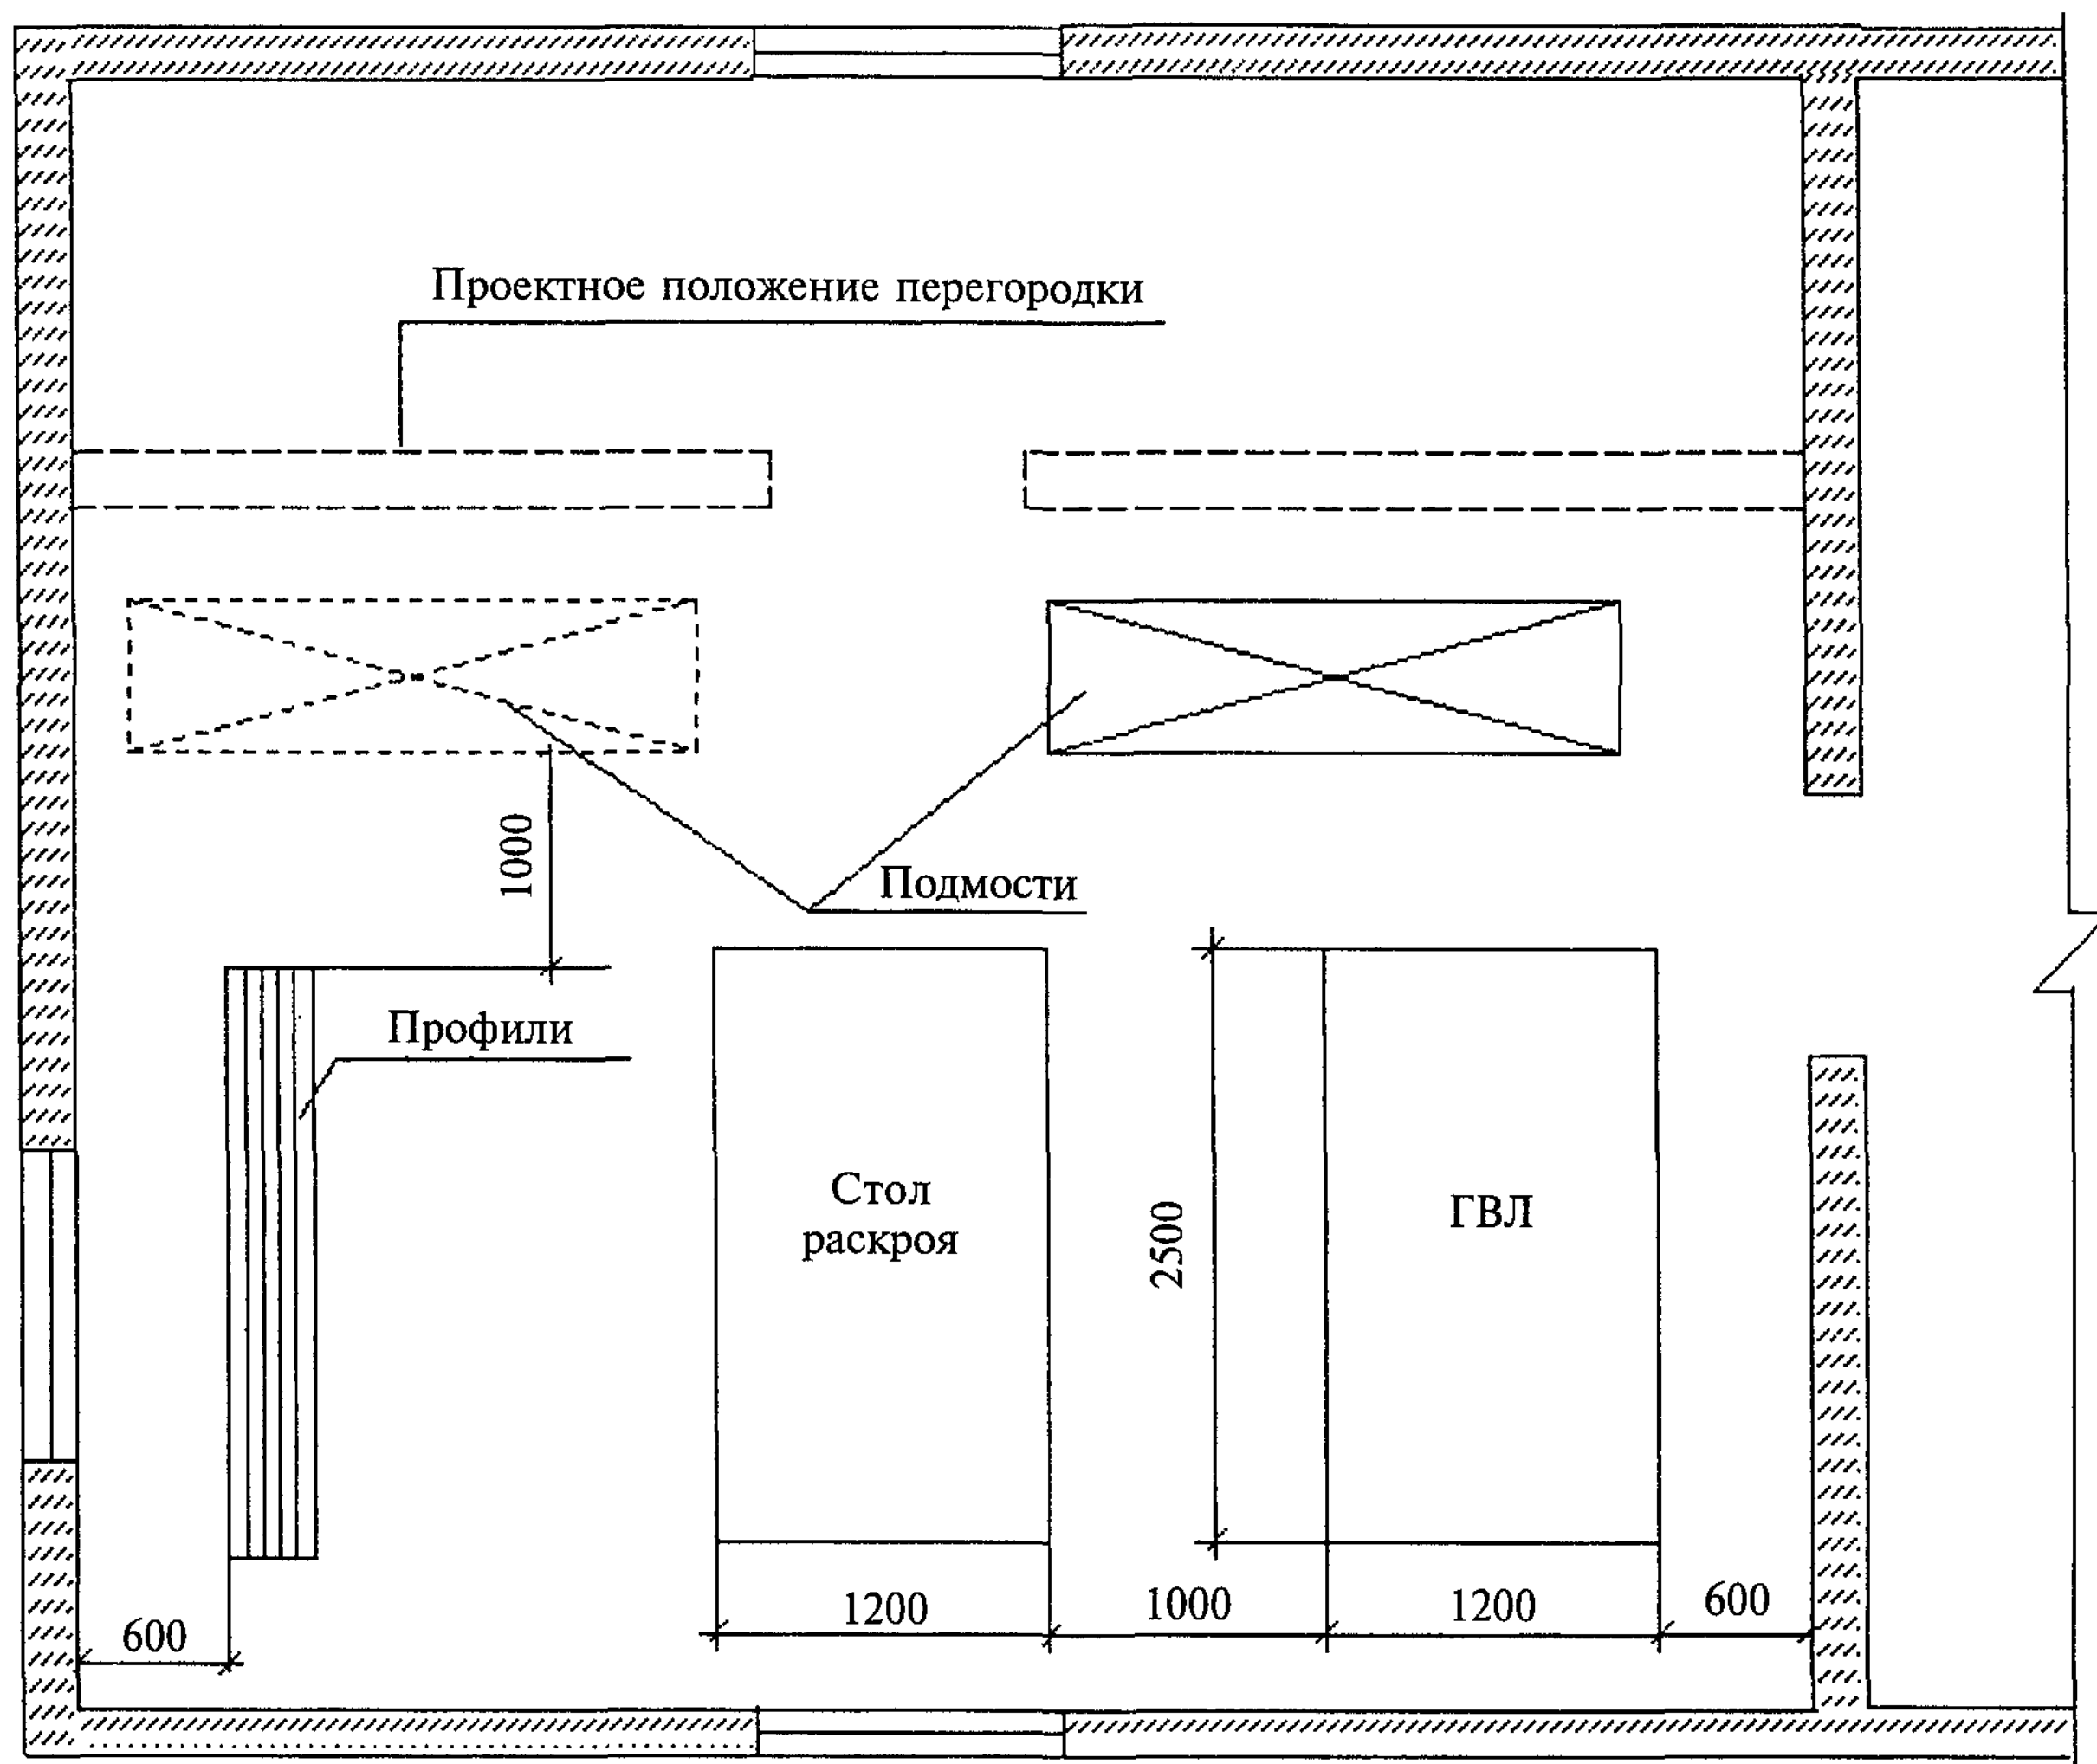 Проектное положение перегородки
1000
Подмости
Профили
Стол
раскроя
2500
ГВЛ
600
1200
1000
1200
600